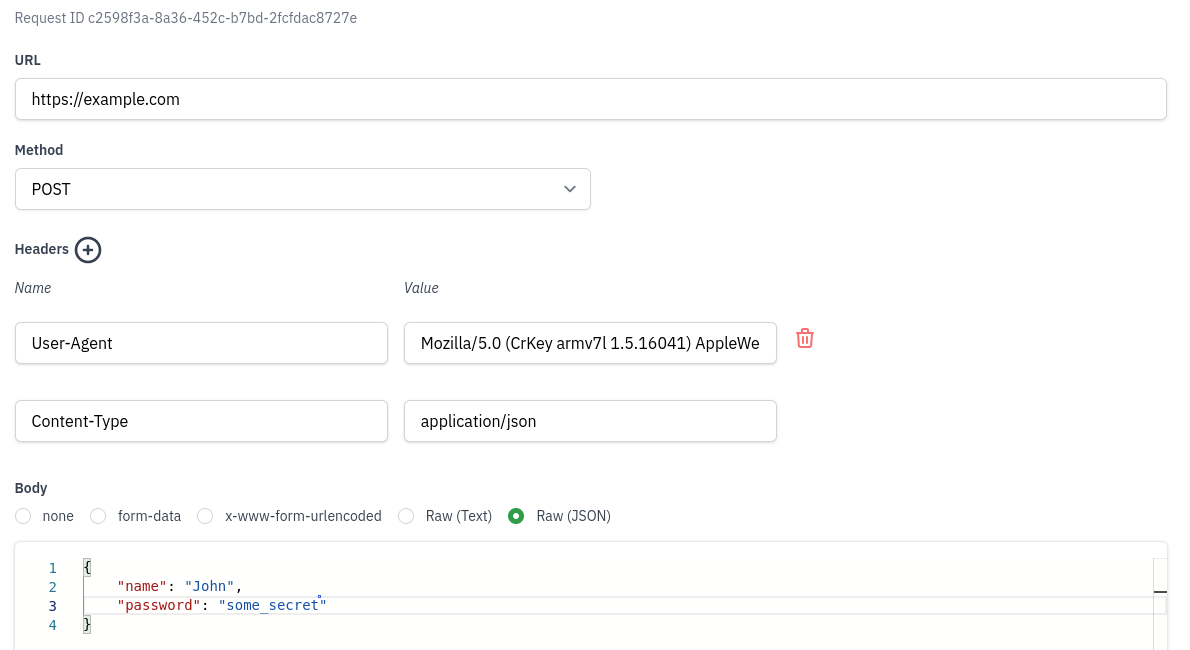 Request ID c2598f3a-8a36-452c-b7bd-2fcfdac8727e
URL
https://example.com
Method
POST
Headers
Name Value
User-Agent Mozilla/5.0 (CrKey armv7l 1.5.16041) AppleWe
Content-Type application/json
Body
none form-data x-www-form-urlencoded Raw (Text) Raw (JSON)
1 {
2 "name": "John",
3 "password": "some_secret"
4 }